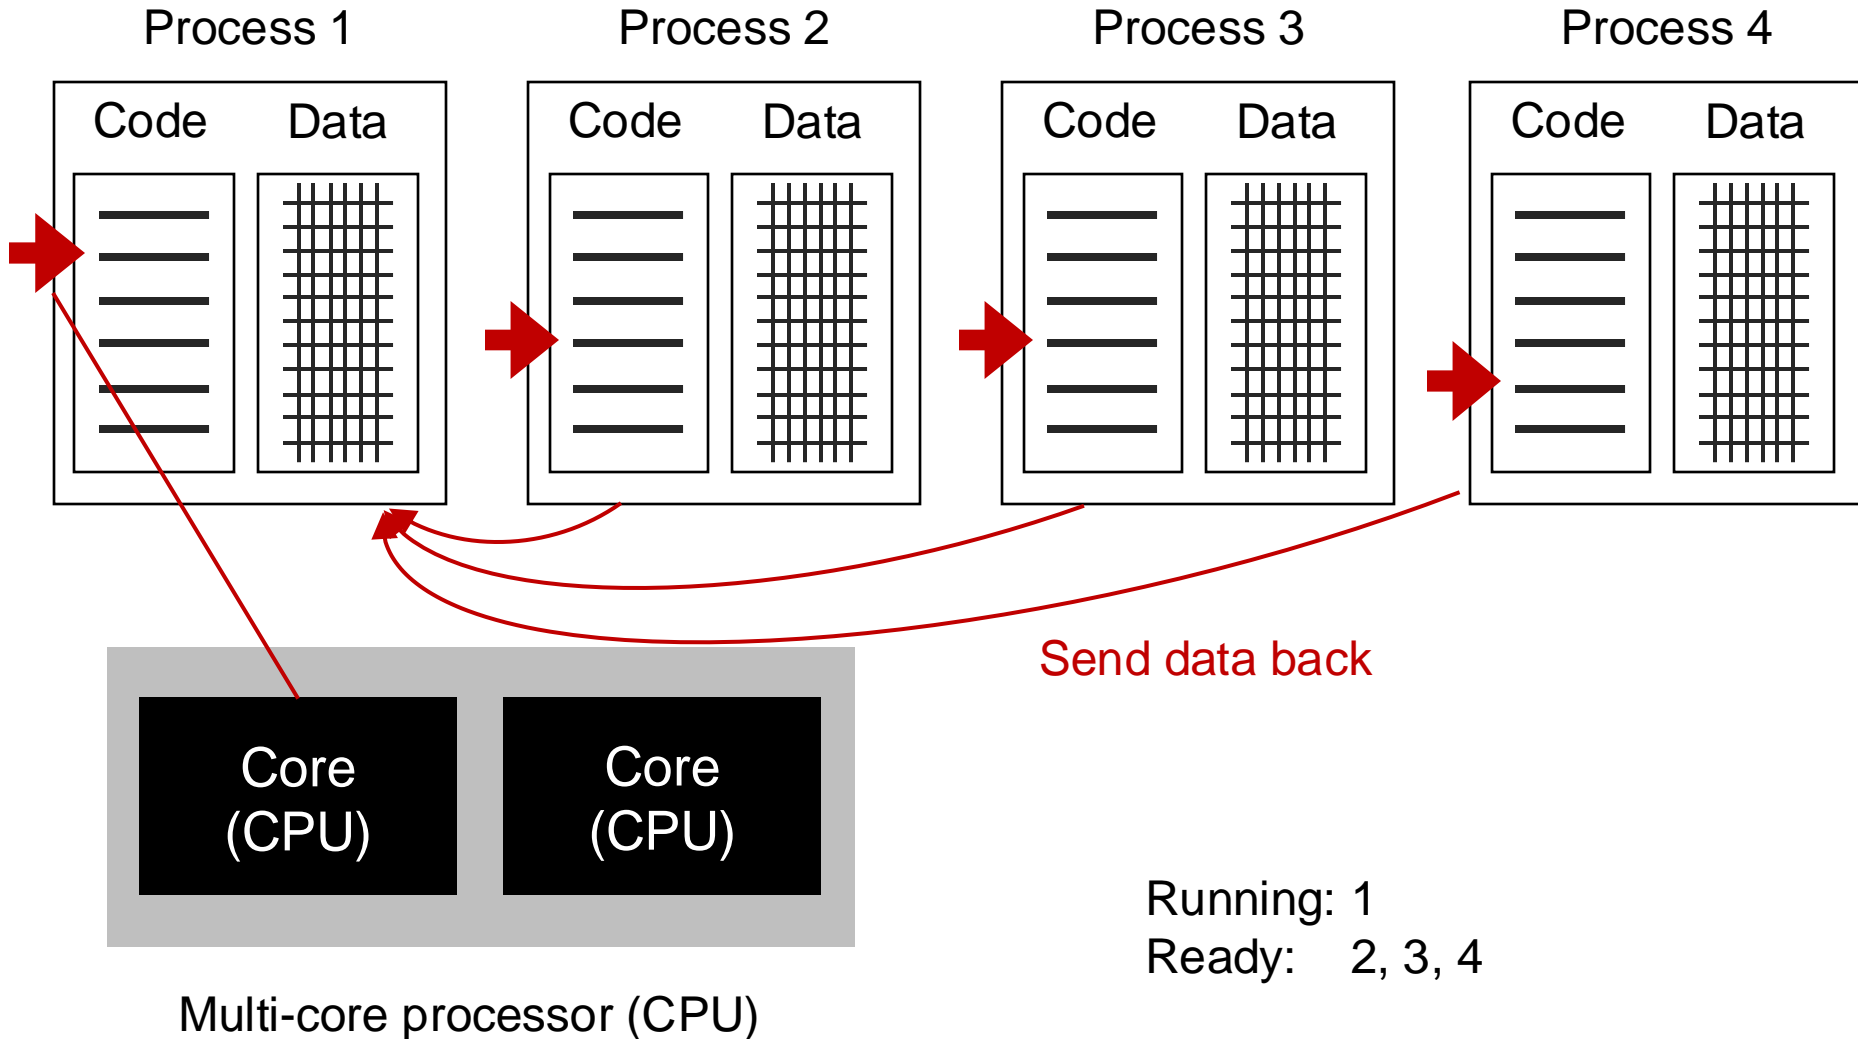 Process 1
Process 2
Process 3
Process 4
Code
Data
Code
Data
Code
Data
Code
Data
Send data back
Core
(CPU)
Core
(CPU)
Running: 1
Ready: 2, 3, 4
Multi-core processor (CPU)